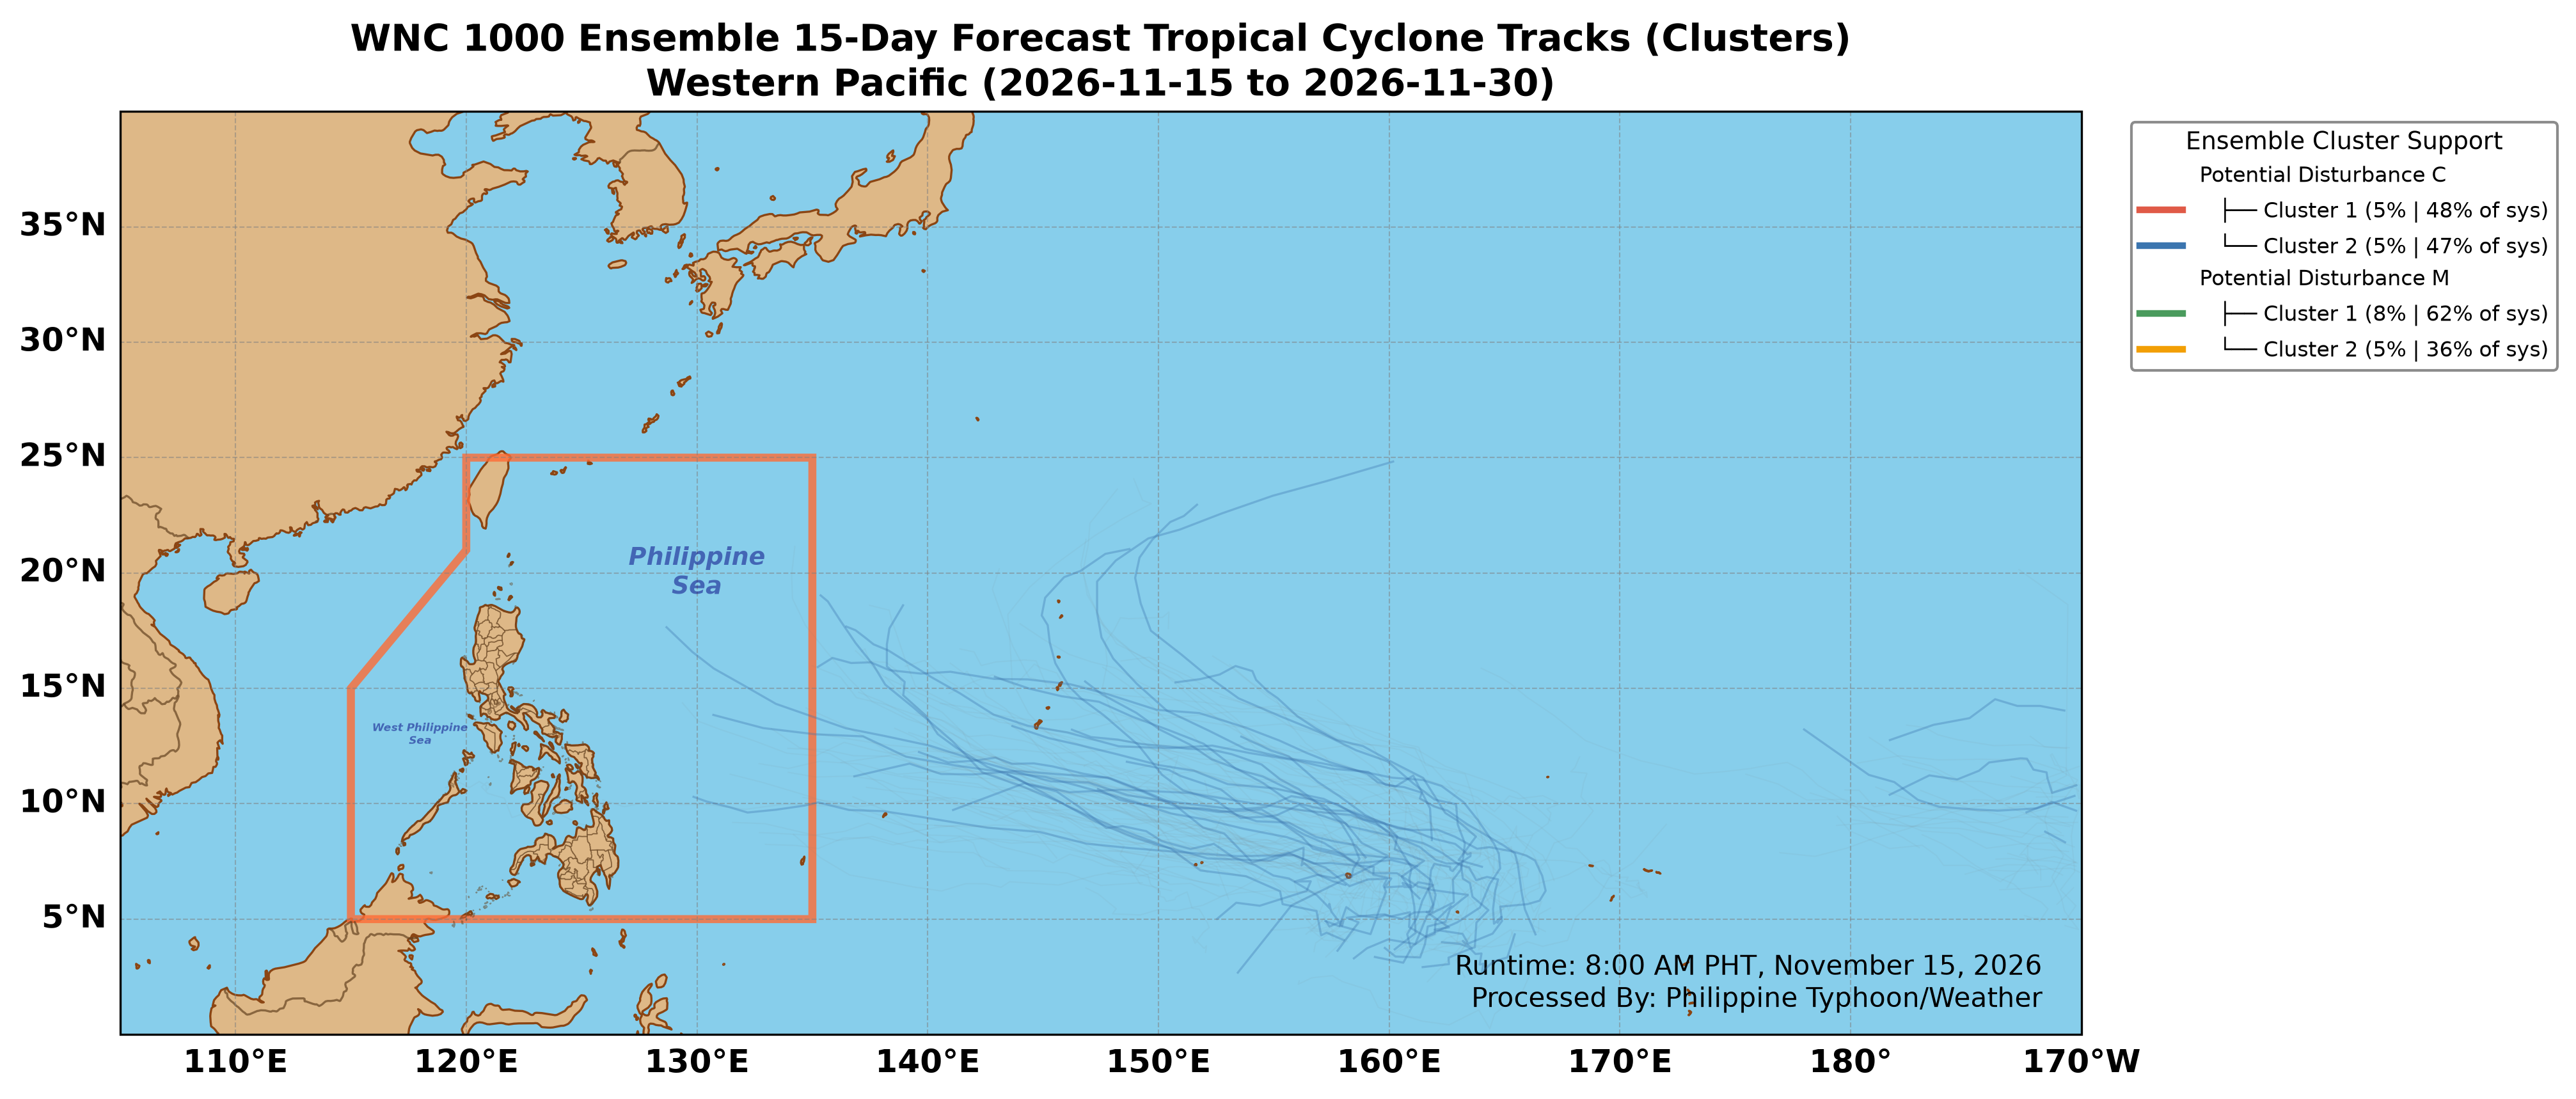 WNC 1000 Ensemble 15-Day Forecast Tropical Cyclone Tracks (Clusters)
Western Pacific (2026-11-15 to 2026-11-30)
Ensemble Cluster Support
Potential Disturbance C
├── Cluster 1 (5% | 48% of sys)
└── Cluster 2 (5% | 47% of sys)
Potential Disturbance M
├── Cluster 1 (8% | 62% of sys)
└── Cluster 2 (5% | 36% of sys)
35°N
30°N
25°N
20°N
15°N
10°N
5°N
Philippine
Sea
West Philippine
Sea
Runtime: 8:00 AM PHT, November 15, 2026
Processed By: Philippine Typhoon/Weather
110°E
120°E
130°E
140°E
150°E
160°E
170°E
180°
170°W